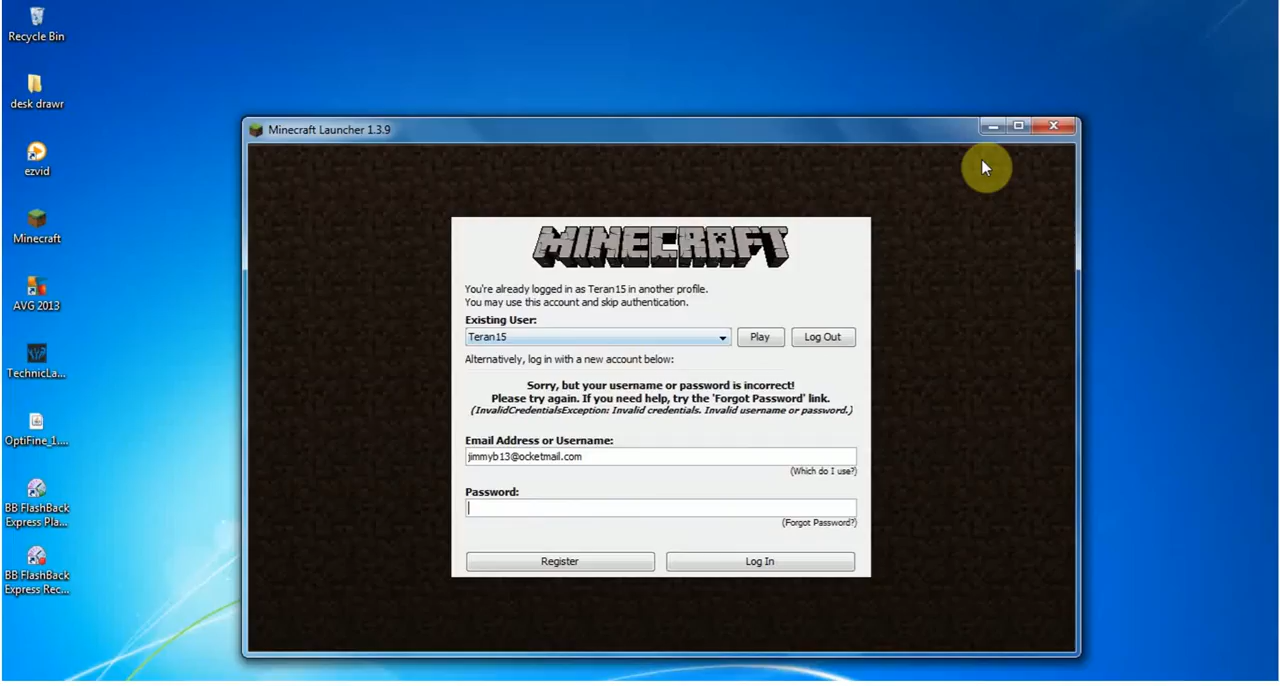 Recycle Bin
desk drawr
ezvid
Minecraft
AVG 2013
TechnicLa...
OptiFine_1....
BB FlashBack
Express Pla...
BB FlashBack
Express Rec...
Minecraft Launcher 1.3.9
MINECRAFT
You're already logged in as Teran15 in another profile.
You may use this account and skip authentication.
Existing User:
Teran15 Play Log Out
Alternatively, log in with a new account below:
Sorry, but your username or password is incorrect!
Please try again. If you need help, try the 'Forgot Password' link.
(InvalidCredentialsException: Invalid credentials. Invalid username or password.)
Email Address or Username:
jimmyb13@ocketmail.com
(Which do I use?)
Password:
(Forgot Password?)
Register Log In